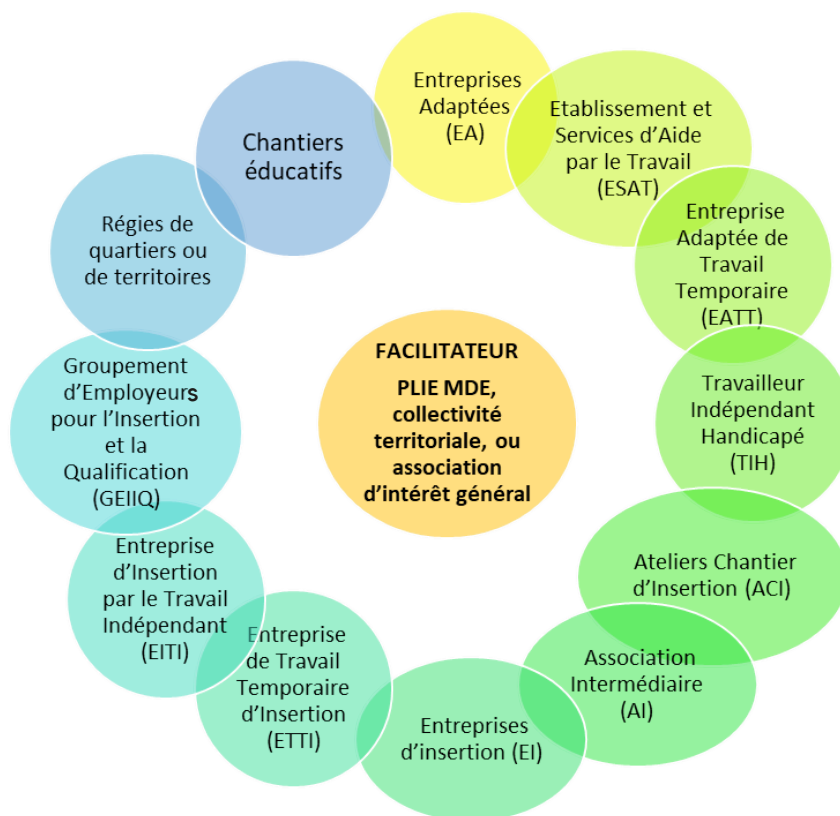 Entreprises
Adaptées
(EA)
Etablissement et
Services d’Aide
par le Travail
(ESAT)
Entreprise
Adaptée de
Travail
Temporaire
(EATT)
Travailleur
Indépendant
Handicapé
(TIH)
Ateliers Chantier
d’Insertion (ACI)
Association
Intermédiaire
(AI)
Entreprises
d’insertion (EI)
Entreprise
de Travail
Temporaire
d’Insertion
(ETTI)
Entreprise
d’Insertion
par le Travail
Indépendant
(EITI)
Groupement
d’Employeurs
pour l’Insertion
et la
Qualification
(GEIIQ)
Régies de
quartiers ou
de territoires
Chantiers
éducatifs
FACILITATEUR
PLIE MDE,
collectivité
territoriale, ou
association
d’intérêt général